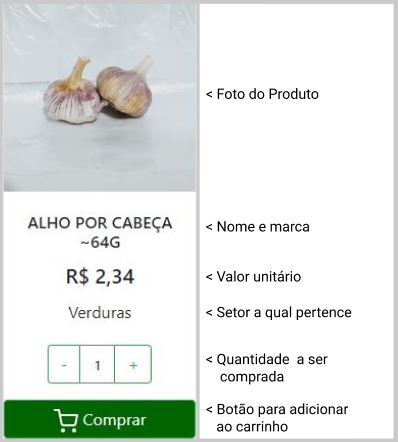 < Foto do Produto
ALHO POR CABEÇA
~64G
< Nome e marca
R$ 2,34
< Valor unitário
Verduras
< Setor a qual pertence
- 1 +
< Quantidade a ser
comprada
Comprar
< Botão para adicionar
ao carrinho